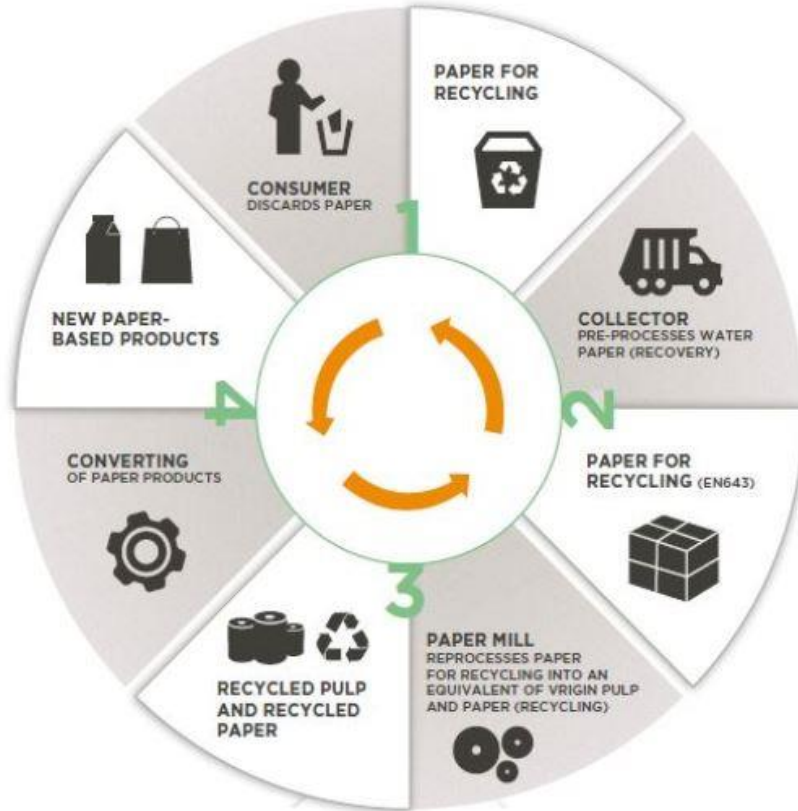 CONSUMER
DISCARDS PAPER
1
PAPER FOR
RECYCLING
COLLECTOR
PRE-PROCESSES WATER
PAPER (RECOVERY)
2
PAPER FOR
RECYCLING (EN643)
PAPER MILL
REPROCESSES PAPER
FOR RECYCLING INTO AN
EQUIVALENT OF VRIGIN PULP
AND PAPER (RECYCLING)
3
RECYCLED PULP
AND RECYCLED
PAPER
CONVERTING
OF PAPER PRODUCTS
4
NEW PAPER-
BASED PRODUCTS